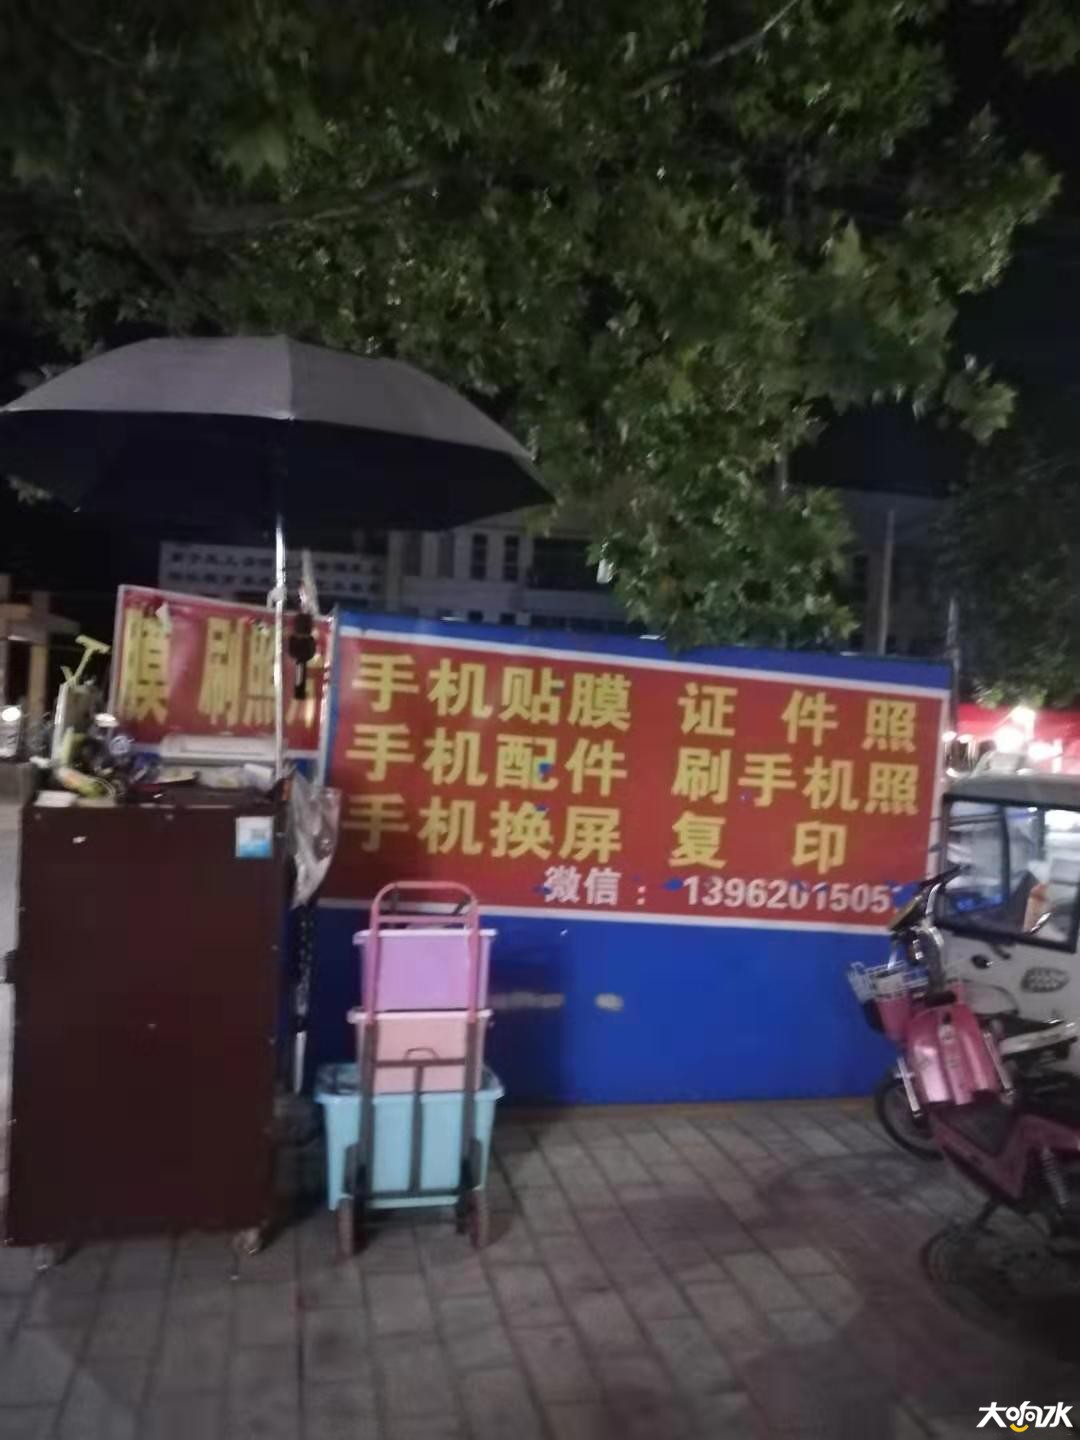 膜 刷照片
手机贴膜 证件照
手机配件 刷手机照
手机换屏 复印
微信：1396201505
大响水